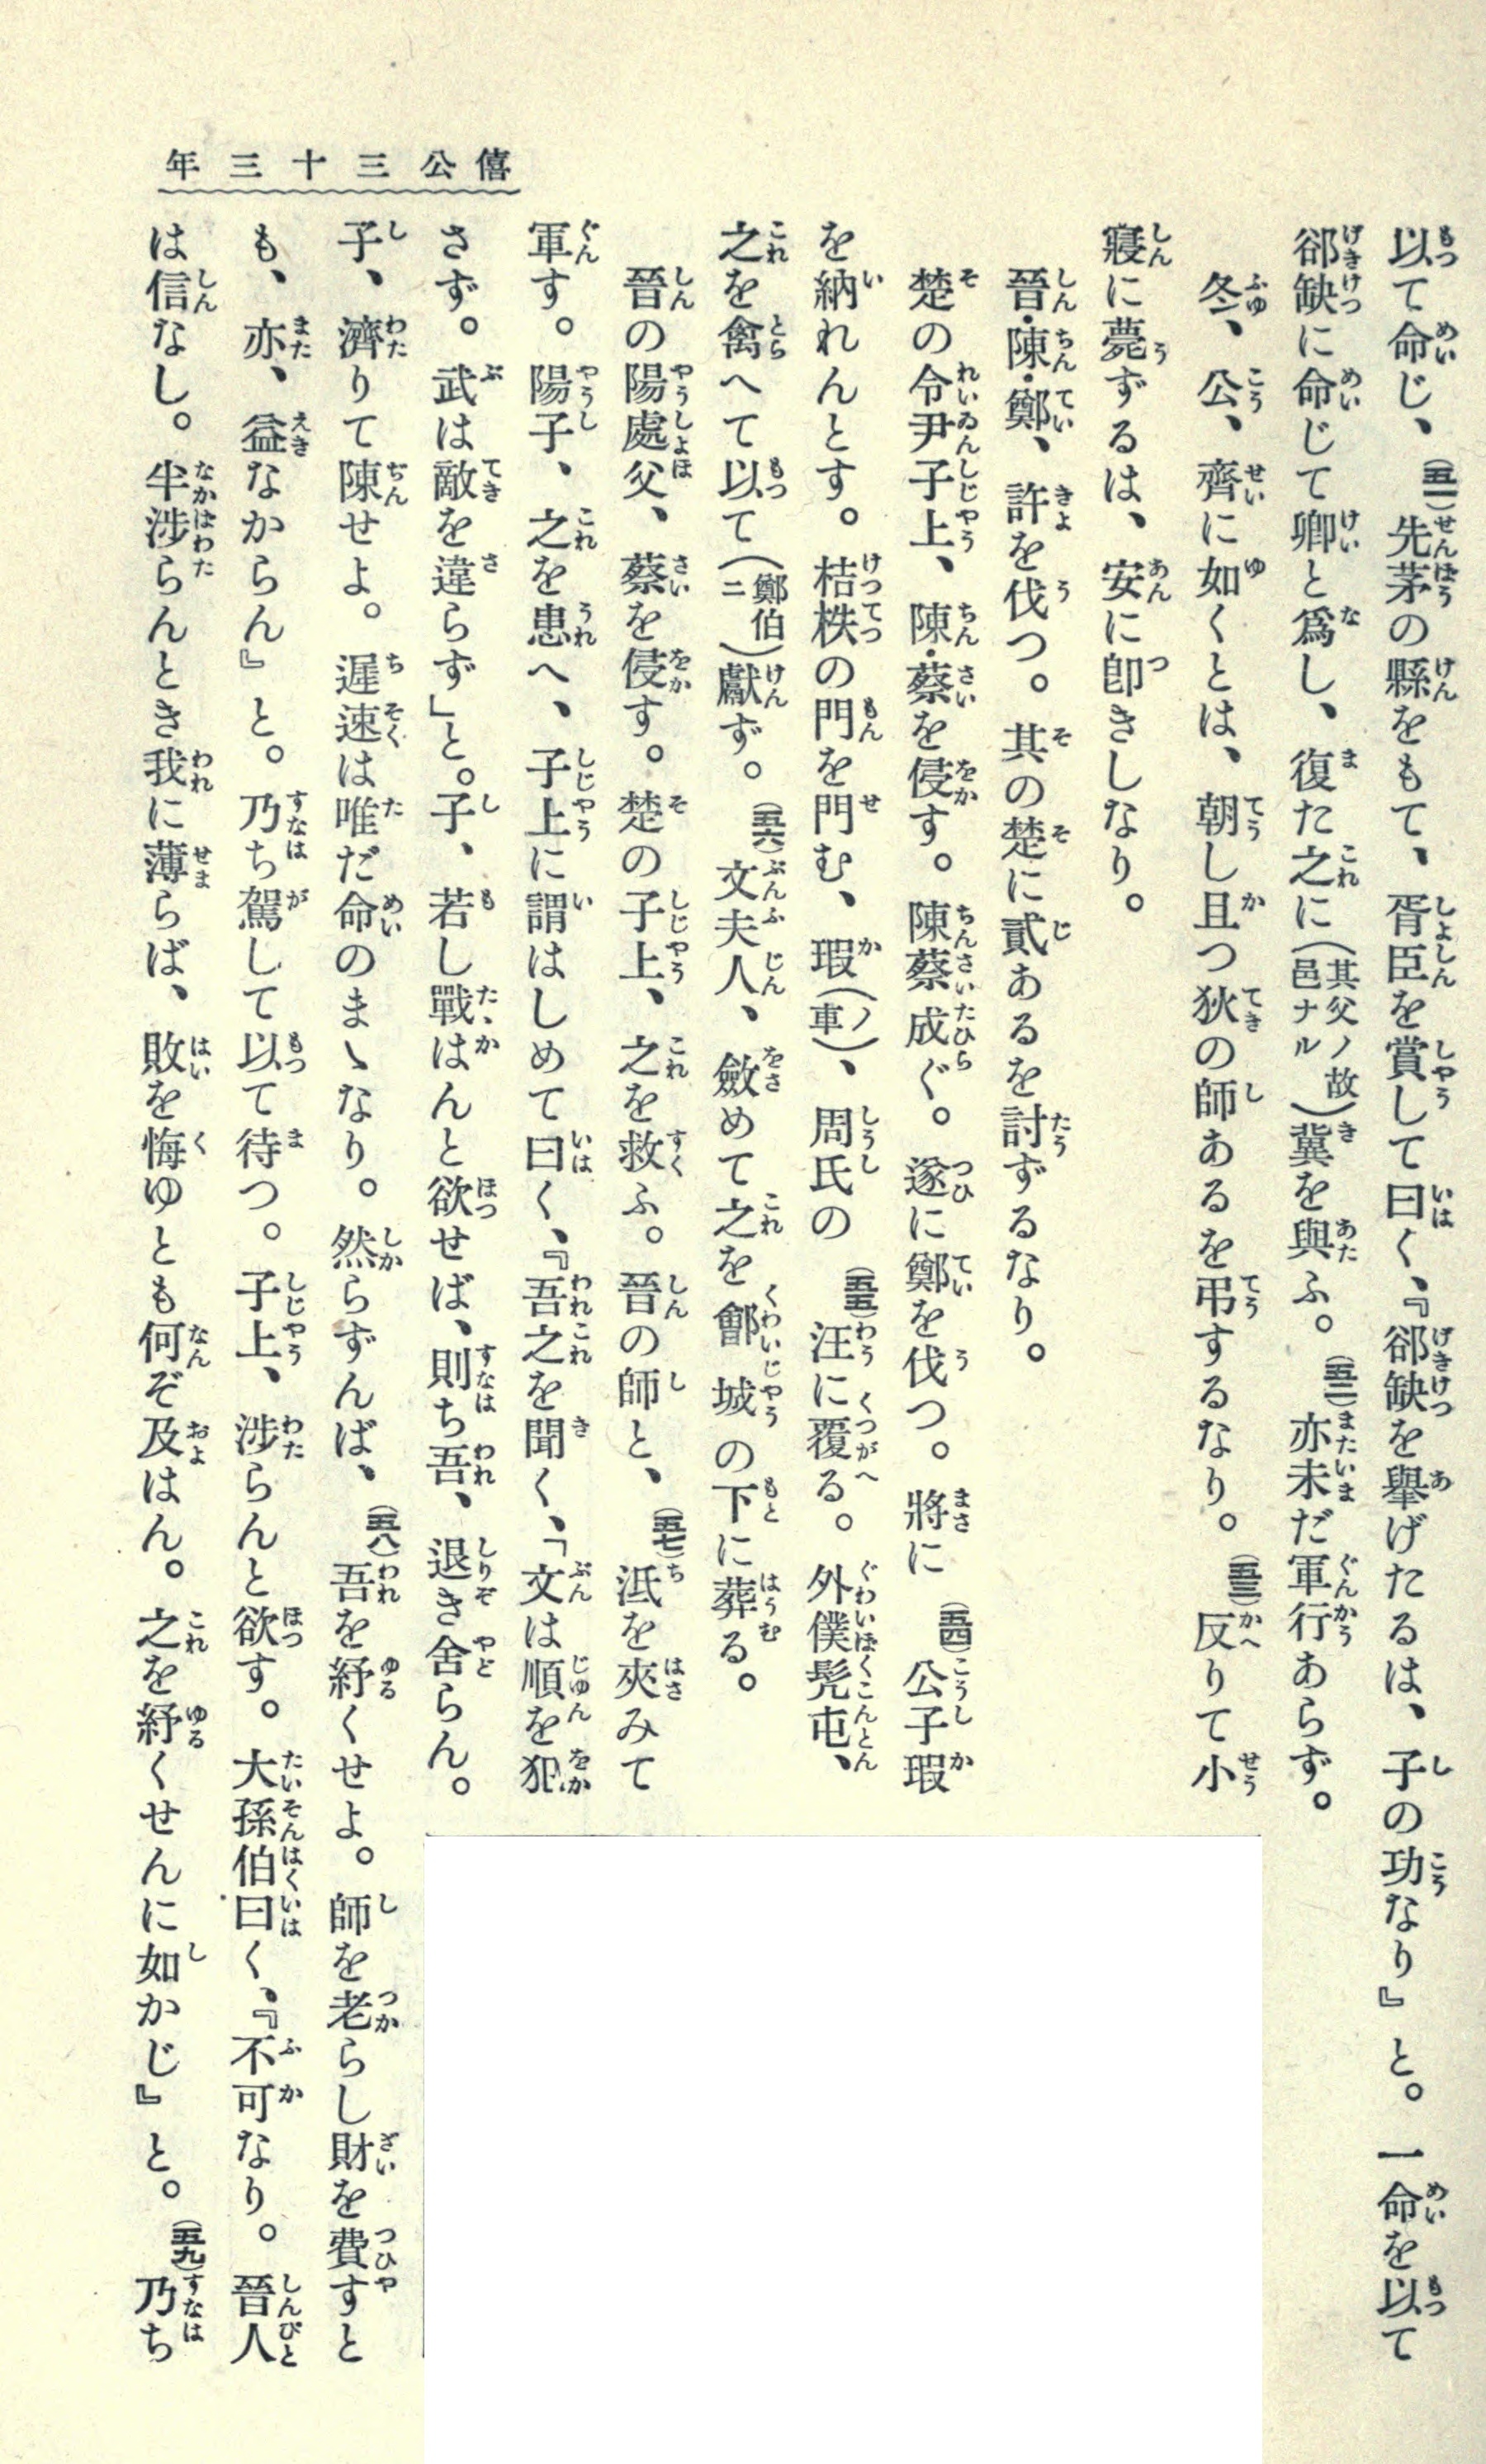 僖公三十三年
以て命じ、(五一)先茅の縣をもて、胥臣を賞して曰く、『郤缺を擧げたるは、子の功なり』と。一命を以て
郤缺に命じて卿と爲し、復た之に(其父ノ故邑ナル)冀を與ふ。(五二)亦未だ軍行あらず。
冬、公、齊に如くとは、朝し且つ狄の師あるを弔するなり。(五三)反りて小
寢に薨ずるは、安に卽きしなり。
晉・陳・鄭、許を伐つ。其の楚に貳あるを討ずるなり。
楚の令尹子上、陳・蔡を侵す。陳蔡成ぐ。遂に鄭を伐つ。將に(五四)公子瑕
を納れんとす。桔柣の門を門む、瑕(ノ車)、周氏の(五五)汪に覆る。外僕髡屯、
之を禽へて以て(鄭伯ニ)獻ず。(五六)文夫人、斂めて之を鄶城の下に葬る。
晉の陽處父、蔡を侵す。楚の子上、之を救ふ。晉の師と、(五七)泜を夾みて
軍す。陽子、之を患へ、子上に謂はしめて曰く、『吾之を聞く、「文は順を犯
さず。武は敵を違らず」と。子、若し戰はんと欲せば、則ち吾、退き舍らん。
子、濟りて陳せよ。遲速は唯だ命のまゝなり。然らずんば、(五八)吾を紓くせよ。師を老らし財を費すと
も、亦、益なからん』と。乃ち駕して以て待つ。子上、涉らんと欲す。大孫伯曰く、『不可なり。晉人
は信なし。半涉らんとき我に薄らば、敗を悔ゆとも何ぞ及はん。之を紓くせんに如かじ』と。(五九)乃ち